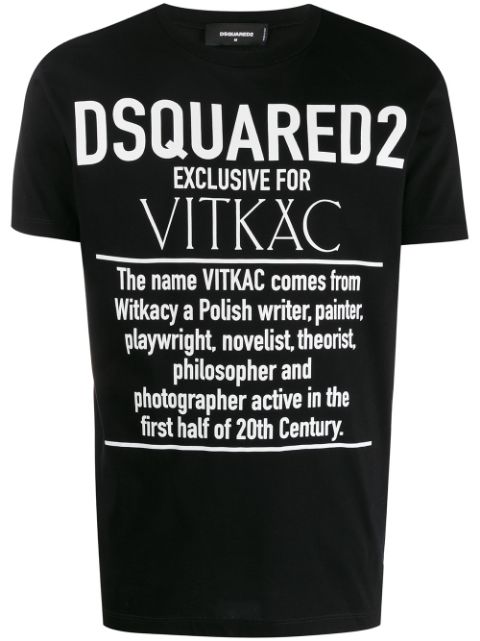 DSQUARED2
M
DSQUARED2
EXCLUSIVE FOR
VITKAC
The name VITKAC comes from
Witkacy a Polish writer, painter,
playwright, novelist, theorist,
philosopher and
photographer active in the
first half of 20th Century.